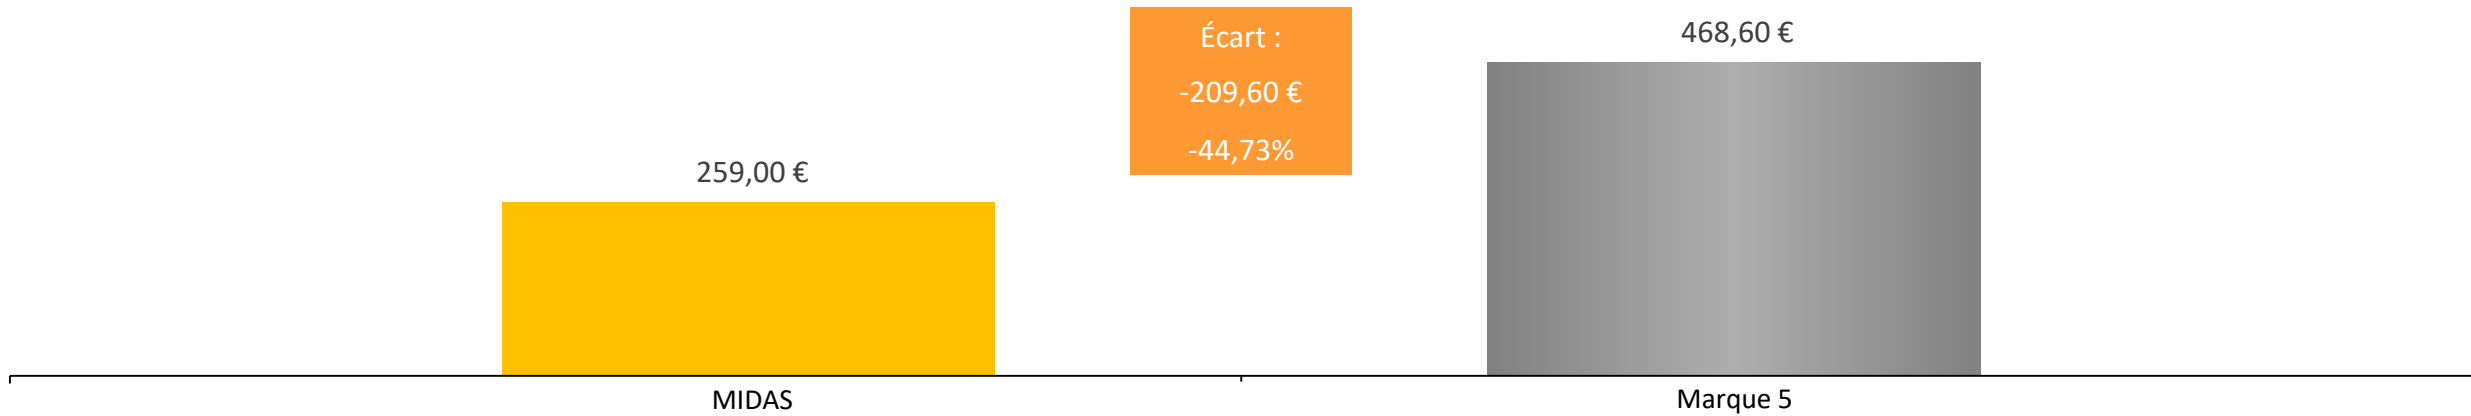 Écart :
-209,60 €
-44,73%
468,60 €
259,00 €
MIDAS
Marque 5